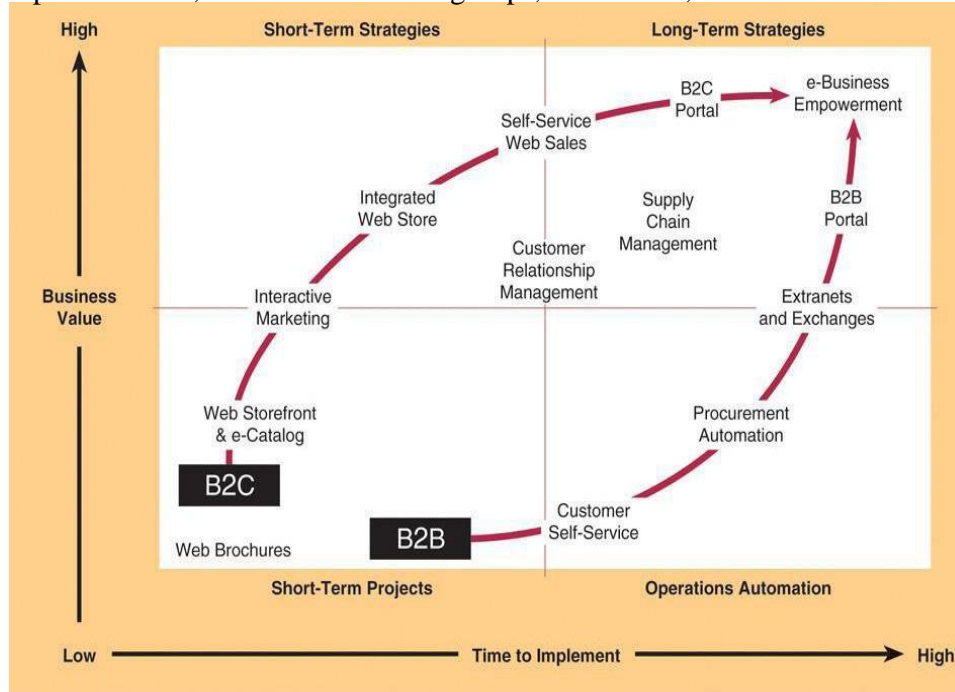 High
Short-Term Strategies
Long-Term Strategies
B2C
Portal
e-Business
Empowerment
Self-Service
Web Sales
Integrated
Web Store
Supply
Chain
Management
B2B
Portal
Customer
Relationship
Management
Business
Value
Interactive
Marketing
Extranets
and Exchanges
Web Storefront
& e-Catalog
Procurement
Automation
B2C
Customer
Self-Service
B2B
Web Brochures
Short-Term Projects
Operations Automation
Low
Time to Implement
High